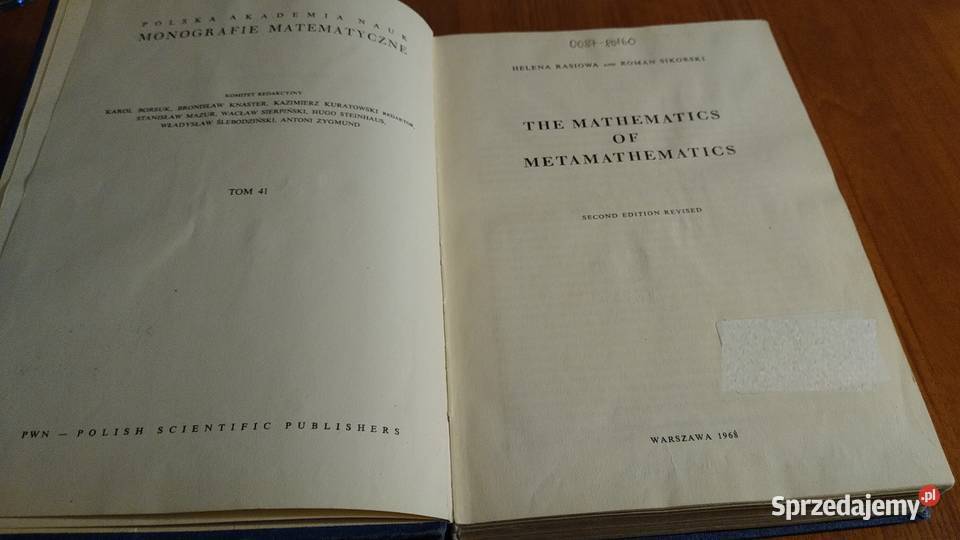 POLSKA AKADEMIA NAUK
MONOGRAFIE MATEMATYCZNE
KOMITET REDAKCYJNY
KAROL BORSUK, BRONISŁAW KNASTER, KAZIMIERZ KURATOWSKI REDAKTOR
STANISŁAW MAZUR, WACŁAW SIERPIŃSKI, HUGO STEINHAUS,
WŁADYSŁAW ŚLEBODZIŃSKI, ANTONI ZYGMUND
TOM 41
PWN — POLISH SCIENTIFIC PUBLISHERS
HELENA RASIOWA AND ROMAN SIKORSKI
THE MATHEMATICS
OF
METAMATHEMATICS
SECOND EDITION REVISED
WARSZAWA 1968
Sprzedajemy.pl